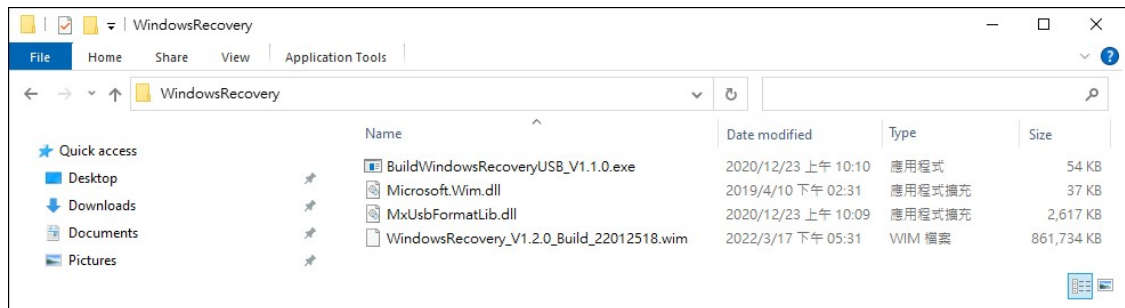 WindowsRecovery
File Home Share View Application Tools
WindowsRecovery
Name Date modified Type Size
Quick access
Desktop
Downloads
Documents
Pictures
BuildWindowsRecoveryUSB_V1.1.0.exe 2020/12/23 上午 10:10 應用程式 54 KB
Microsoft.Wim.dll 2019/4/10 下午 02:31 應用程式擴充 37 KB
MxUsbFormatLib.dll 2020/12/23 上午 10:09 應用程式擴充 2,617 KB
WindowsRecovery_V1.2.0_Build_22012518.wim 2022/3/17 下午 05:31 WIM 檔案 861,734 KB